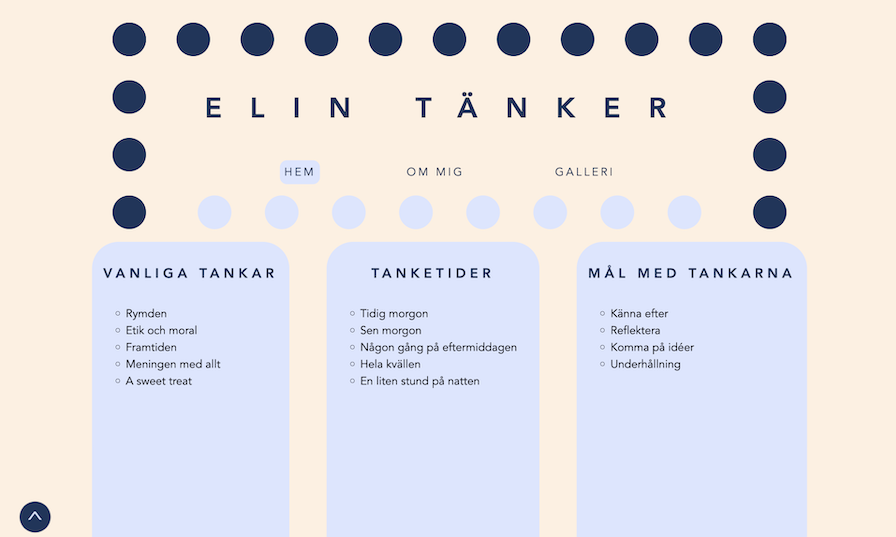 ELIN TÄNKER
HEM
OM MIG
GALLERI
VANLIGA TANKAR
Rymden
Etik och moral
Framtiden
Meningen med allt
A sweet treat
TANKETIDER
Tidig morgon
Sen morgon
Någon gång på eftermiddagen
Hela kvällen
En liten stund på natten
MÅL MED TANKARNA
Känna efter
Reflektera
Komma på idéer
Underhållning